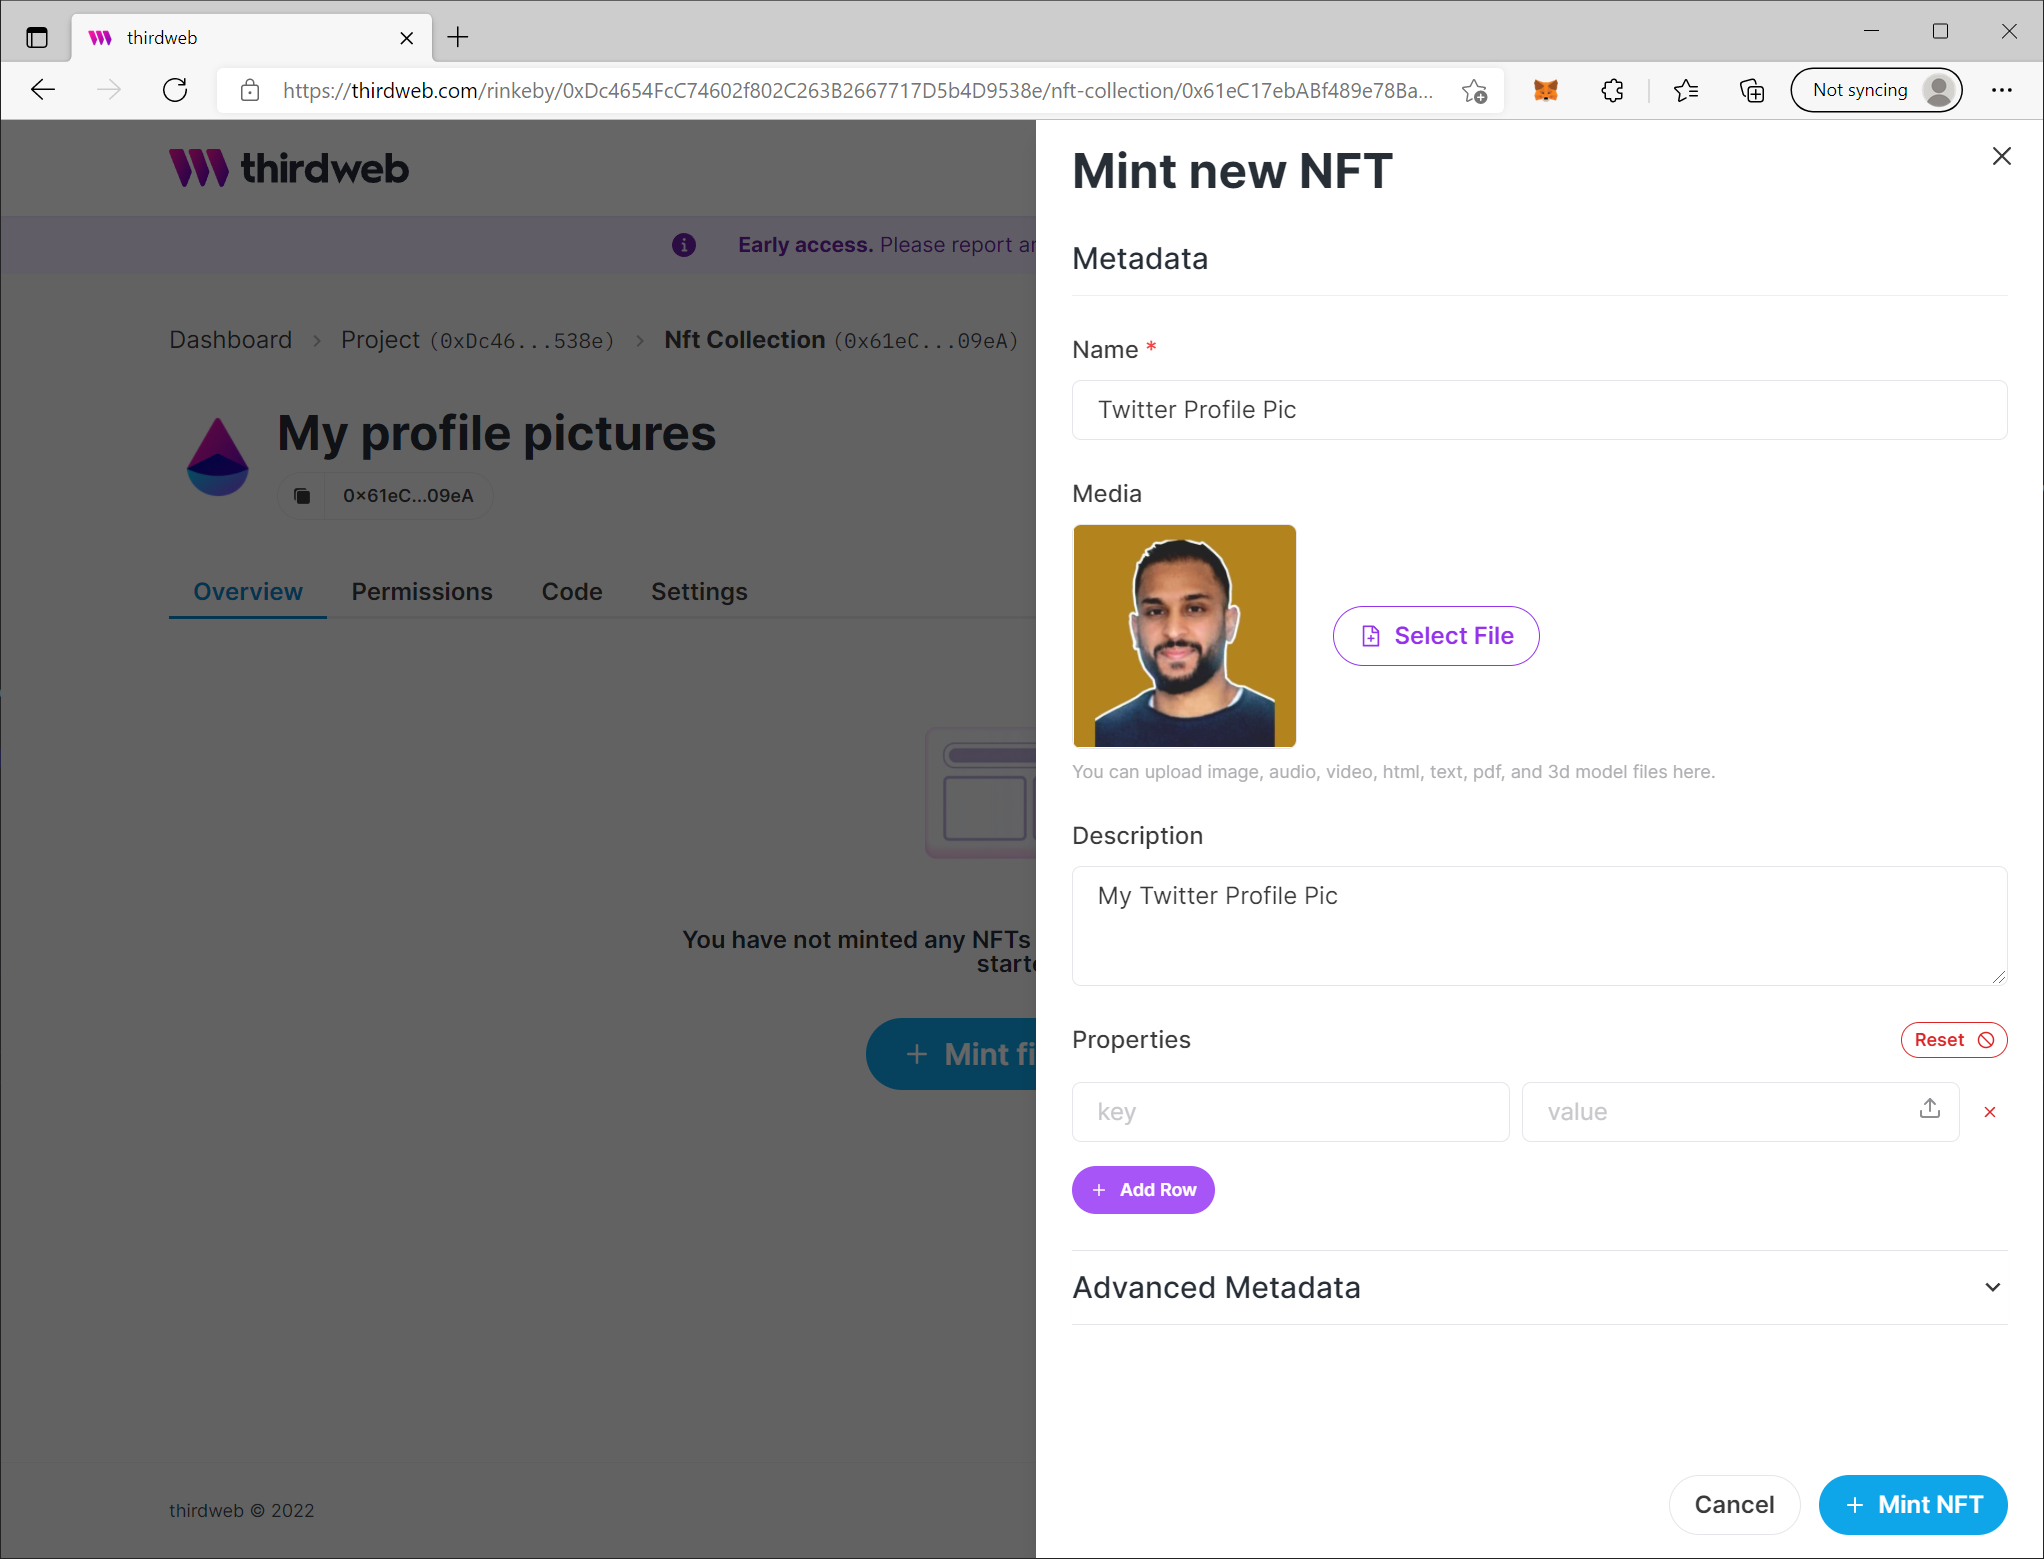 thirdweb
https://thirdweb.com/rinkeby/0xDc4654FcC74602f802C263B2667717D5b4D9538e/nft-collection/0x61eC17ebABf489e78Ba...
Not syncing
thirdweb
Early access. Please report
Dashboard > Project (0xDc46...538e) > Nft Collection (0x61eC...09eA)
My profile pictures
0x61eC...09eA
Overview Permissions Code Settings
You have not minted any NFTs
starte
+ Mint fi
thirdweb © 2022
Mint new NFT
Metadata
Name *
Twitter Profile Pic
Media
Select File
You can upload image, audio, video, html, text, pdf, and 3d model files here.
Description
My Twitter Profile Pic
Properties
Reset
key
value
+ Add Row
Advanced Metadata
Cancel
+ Mint NFT